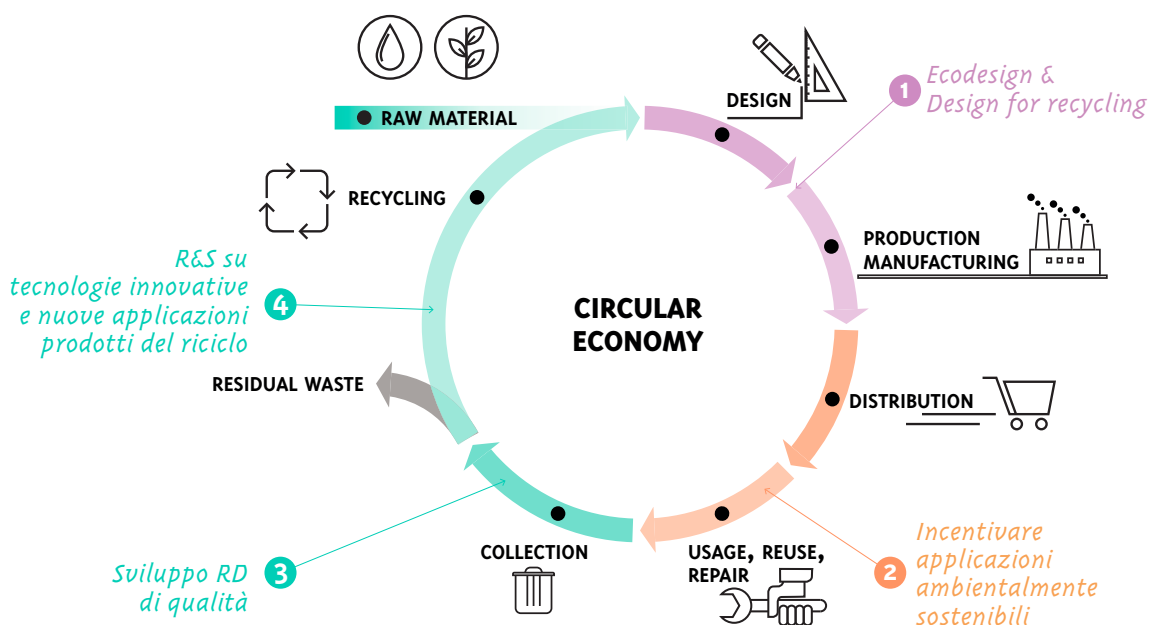 RAW MATERIAL
DESIGN
1
Ecodesign &
Design for recycling
RECYCLING
PRODUCTION
MANUFACTURING
R&S su
tecnologie innovative
e nuove applicazioni
prodotti del riciclo
4
CIRCULAR
ECONOMY
RESIDUAL WASTE
DISTRIBUTION
COLLECTION
USAGE, REUSE,
REPAIR
Sviluppo RD
di qualità
3
2
Incentivare
applicazioni
ambientalmente
sostenibili